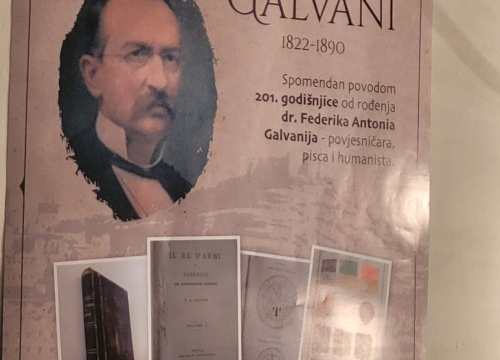 GALVANI
1822-1890
Spomendan povodom
201. godišnjice od rođenja
dr. Federika Antonia
Galvanija - povjesničara,
pisca i humanista.
IL RE D'ARMI